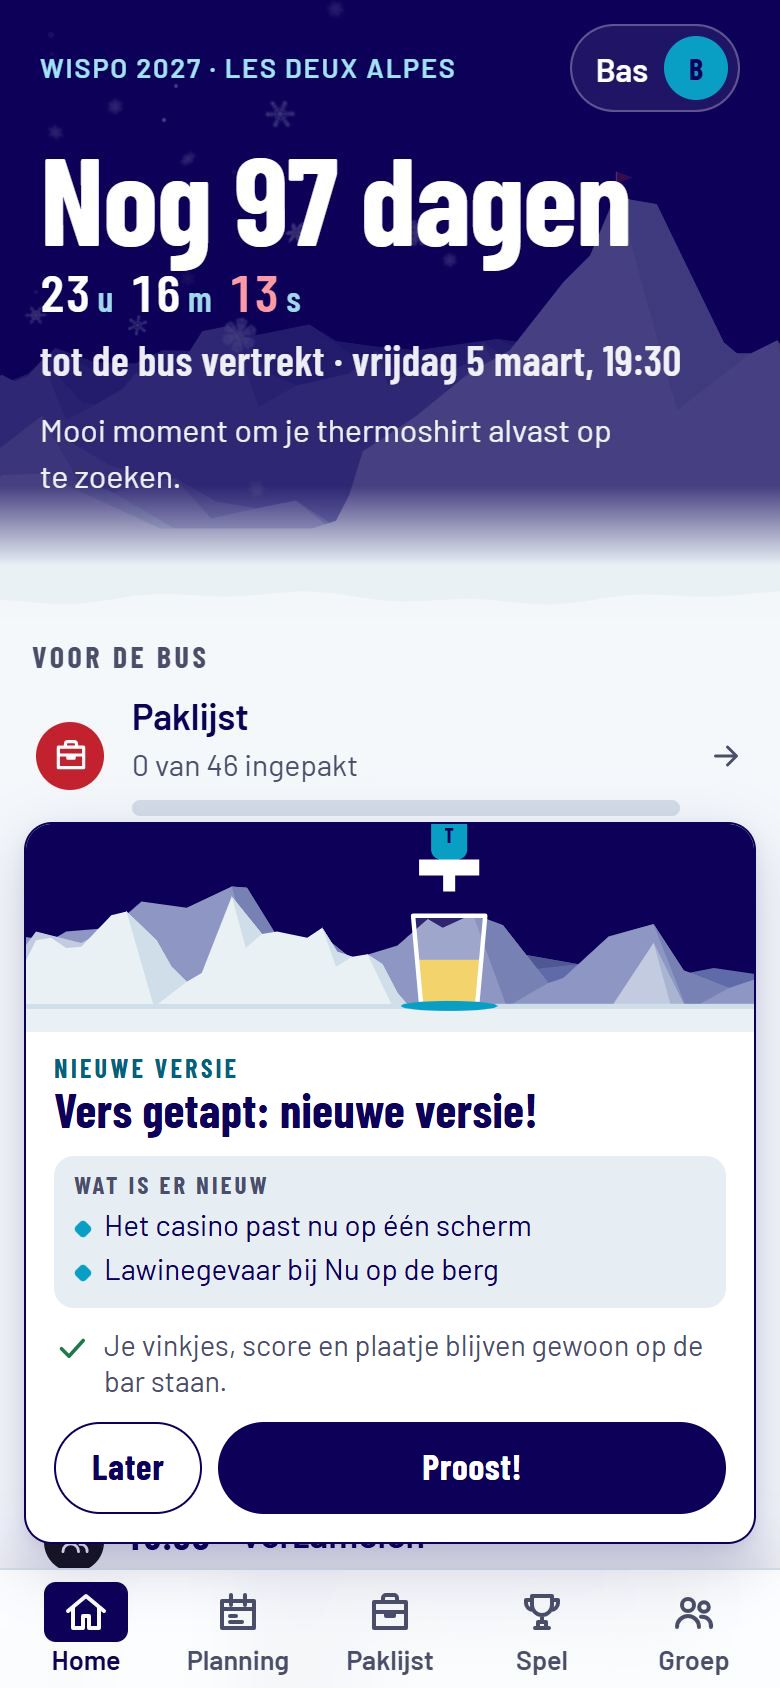 WISPO 2027 · LES DEUX ALPES
Bas
B
Nog 97 dagen
23 u 16 m 13 s
tot de bus vertrekt · vrijdag 5 maart, 19:30
Mooi moment om je thermoshirt alvast op
te zoeken.
VOOR DE BUS
Paklijst
0 van 46 ingepakt
T
NIEUWE VERSIE
Vers getapt: nieuwe versie!
WAT IS ER NIEUW
Het casino past nu op één scherm
Lawinegevaar bij Nu op de berg
Je vinkjes, score en plaatje blijven gewoon op de
bar staan.
Later
Proost!
Home
Planning
Paklijst
Spel
Groep